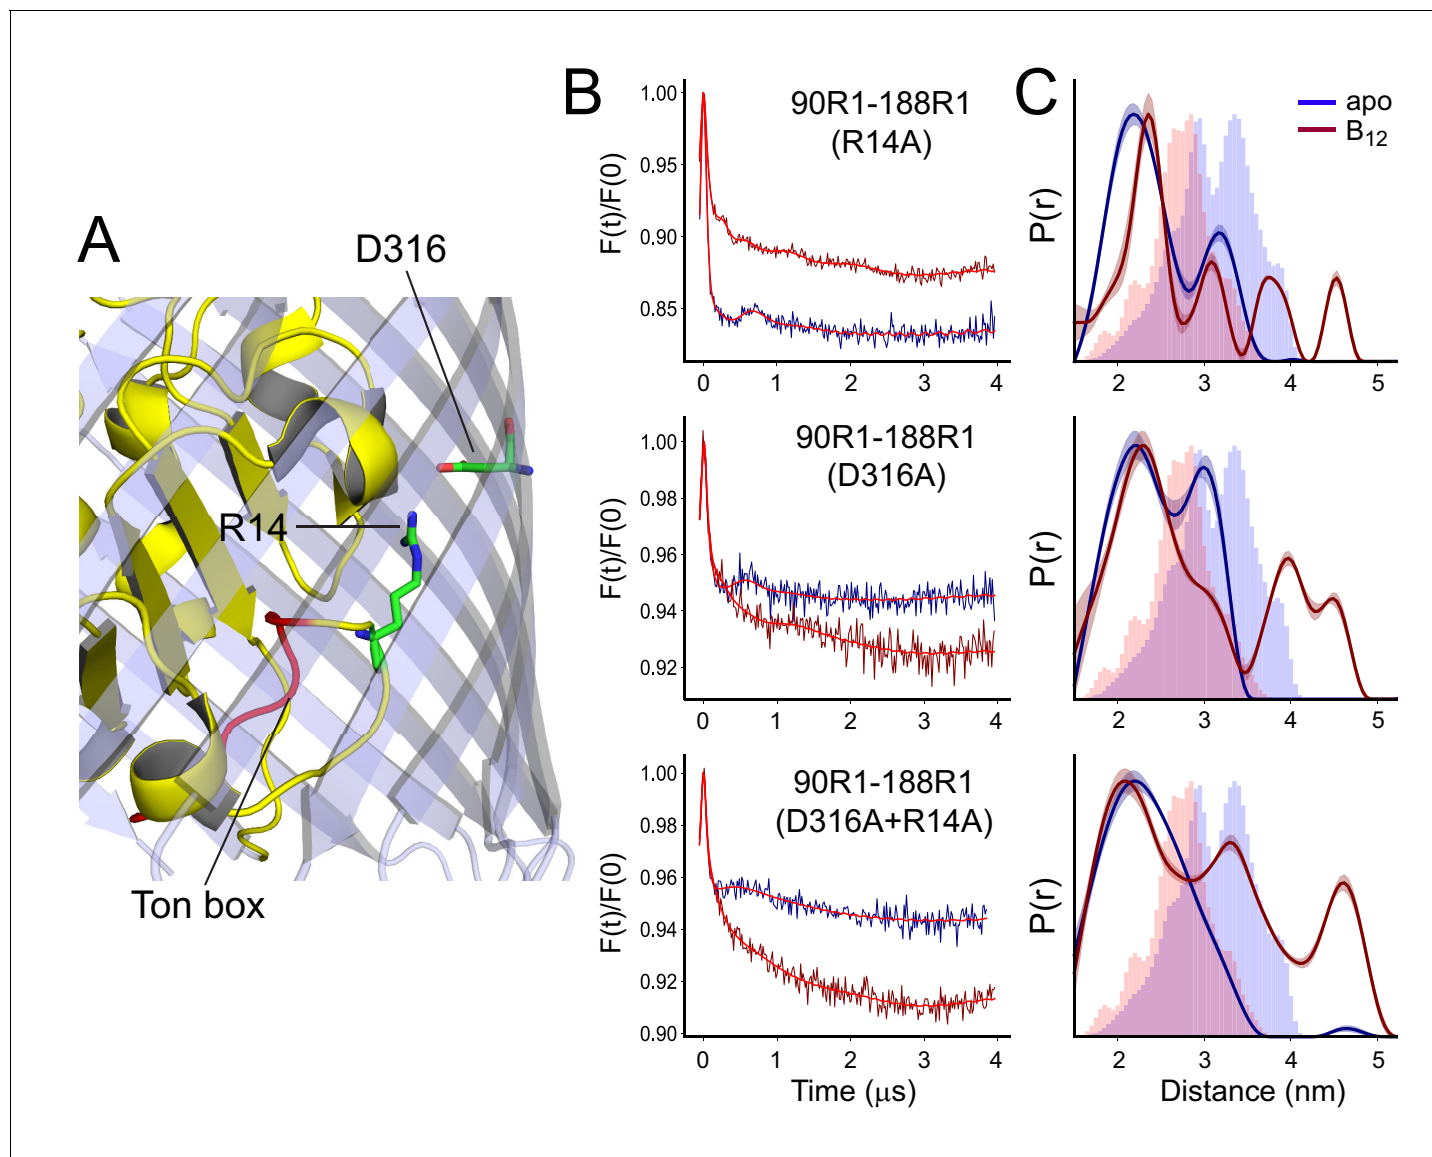 A
D316
R14
Ton box
B
90R1-188R1
(R14A)
F(t)/F(0)
1.00
0.95
0.90
0.85
0 1 2 3 4
90R1-188R1
(D316A)
F(t)/F(0)
1.00
0.98
0.96
0.94
0.92
0 1 2 3 4
90R1-188R1
(D316A+R14A)
F(t)/F(0)
1.00
0.98
0.96
0.94
0.92
0.90
0 1 2 3 4
Time (μs)
C
apo
B12
P(r)
2 3 4 5
P(r)
2 3 4 5
P(r)
2 3 4 5
Distance (nm)